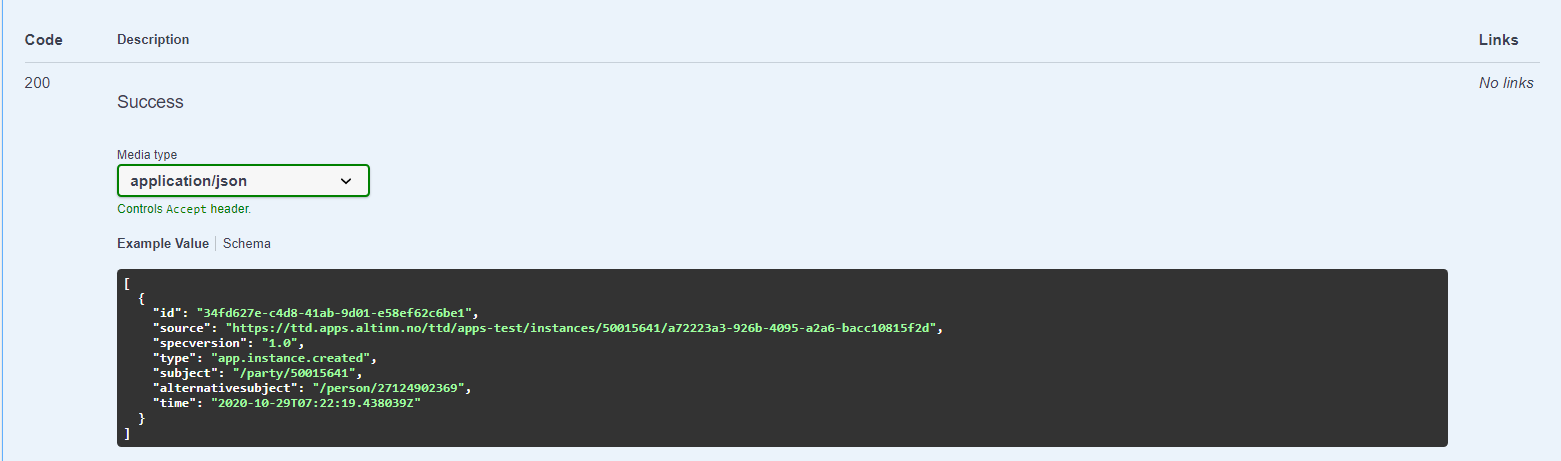 Code Description Links
200 No links
Success
Media type
application/json
Controls Accept header.
Example Value Schema
[
  {
    "id": "34fd627e-c4d8-41ab-9d01-e58ef62c6be1",
    "source": "https://ttd.apps.altinn.no/ttd/apps-test/instances/50015641/a72223a3-926b-4095-a2a6-bacc10815f2d",
    "specversion": "1.0",
    "type": "app.instance.created",
    "subject": "/party/50015641",
    "alternativesubject": "/person/27124902369",
    "time": "2020-10-29T07:22:19.438039Z"
  }
]